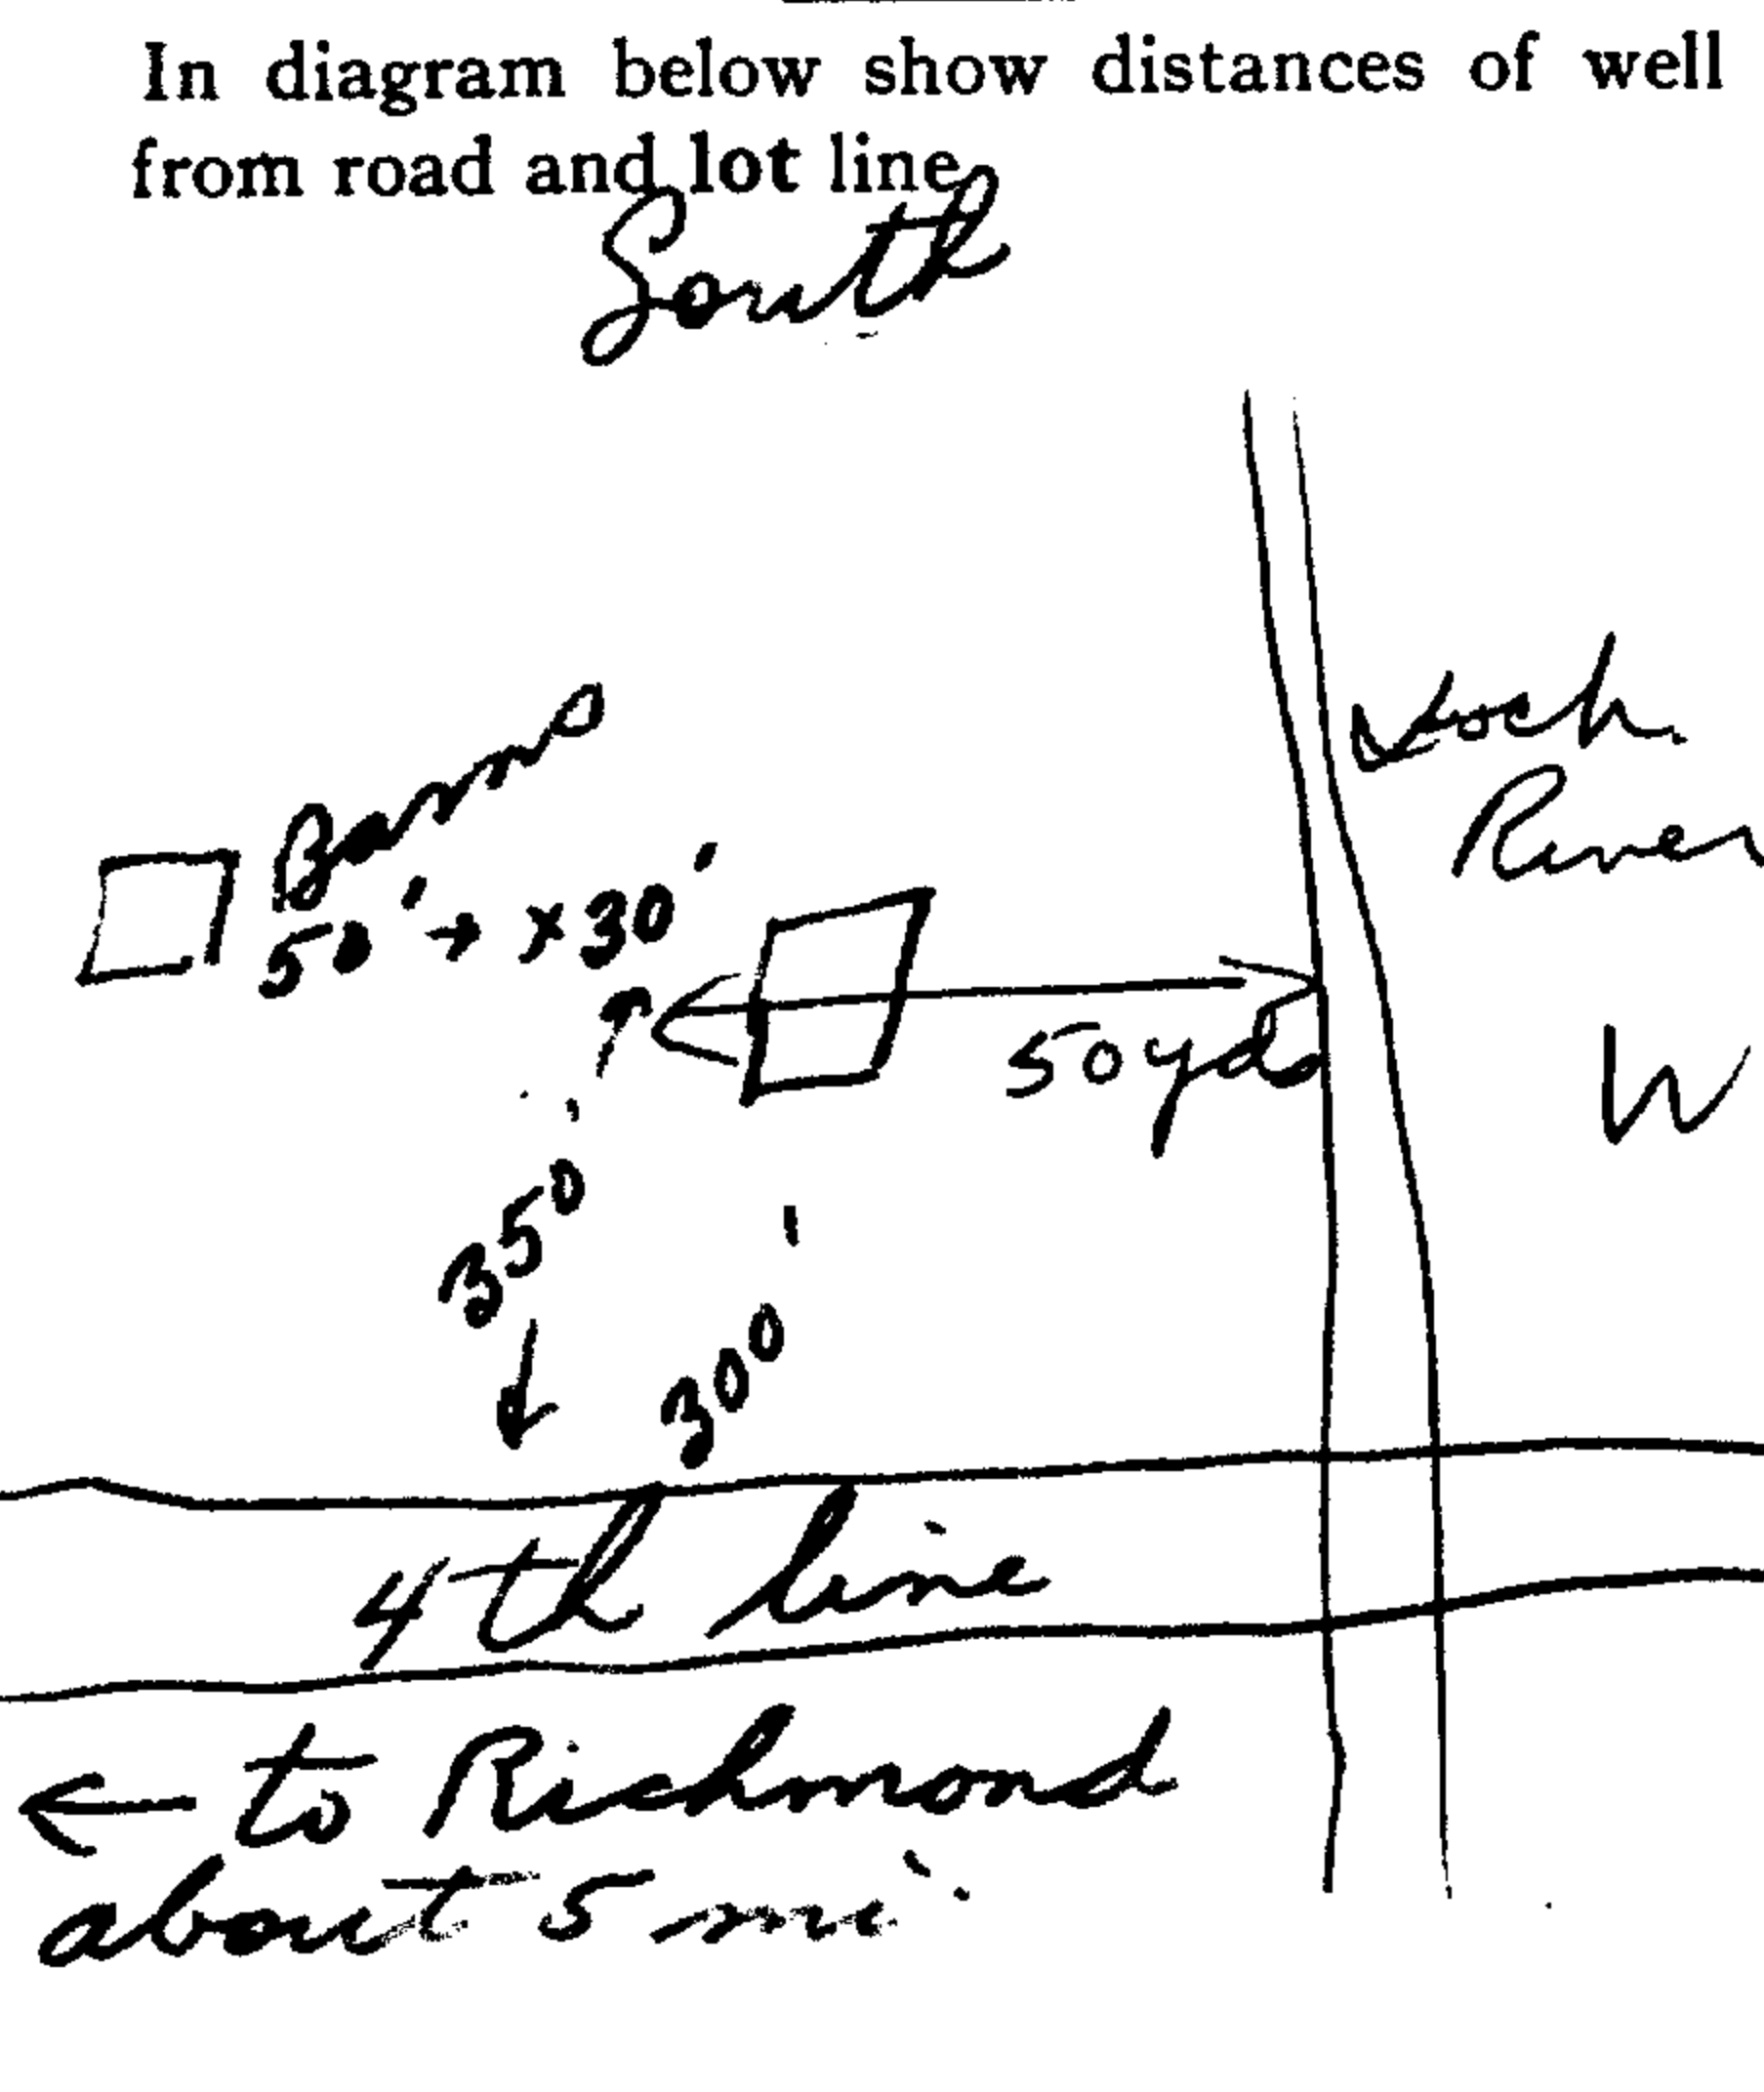 In diagram below show distances of well
from road and lot line
South
Barns
Jock
River
50' → x 30'
50 yds
W
350'
300'
4th line
← to Richmond
about 5 mi.